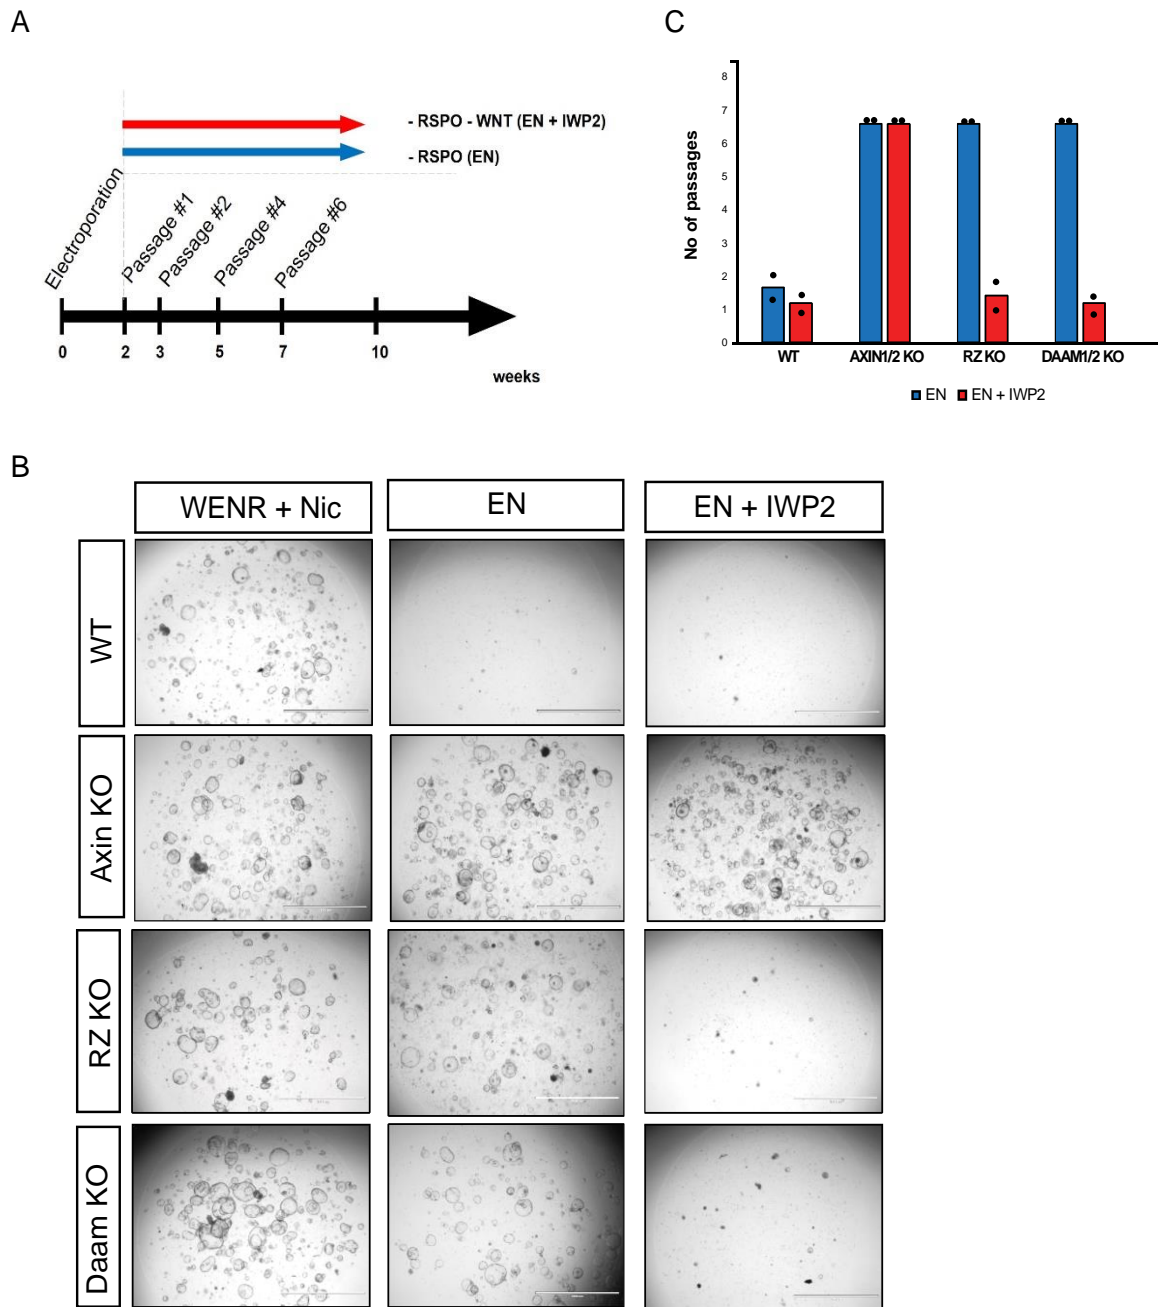 A
- RSPO - WNT (EN + IWP2)
- RSPO (EN)
Electroporation
Passage #1
Passage #2
Passage #4
Passage #6
0
2
3
5
7
10
weeks
C
No of passages
8
7
6
5
4
3
2
1
0
WT
AXIN1/2 KO
RZ KO
DAAM1/2 KO
EN
EN + IWP2
B
WENR + Nic
EN
EN + IWP2
WT
Axin KO
RZ KO
Daam KO